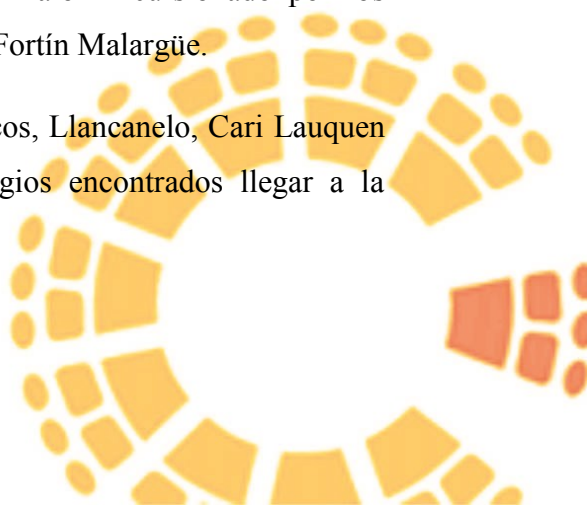 Fortín Malargüe.
cos, Llancanelo, Cari Lauquen
gios encontrados llegar a la